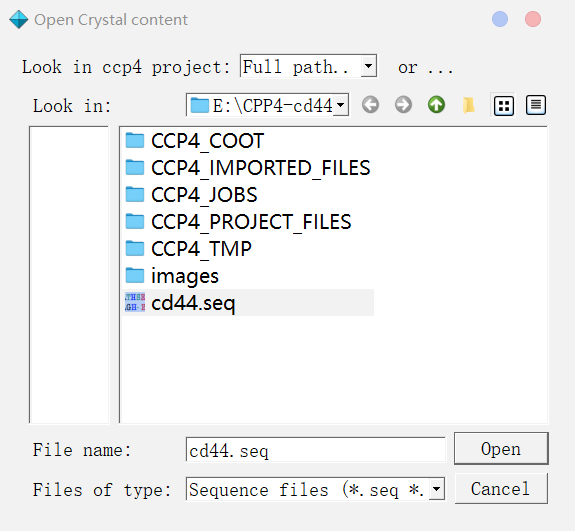 Open Crystal content
Look in ccp4 project: Full path.. or ...
Look in: E:\CPP4-cd44
CCP4_COOT
CCP4_IMPORTED_FILES
CCP4_JOBS
CCP4_PROJECT_FILES
CCP4_TMP
images
cd44.seq
File name: cd44.seq Open
Files of type: Sequence files (*.seq *. Cancel